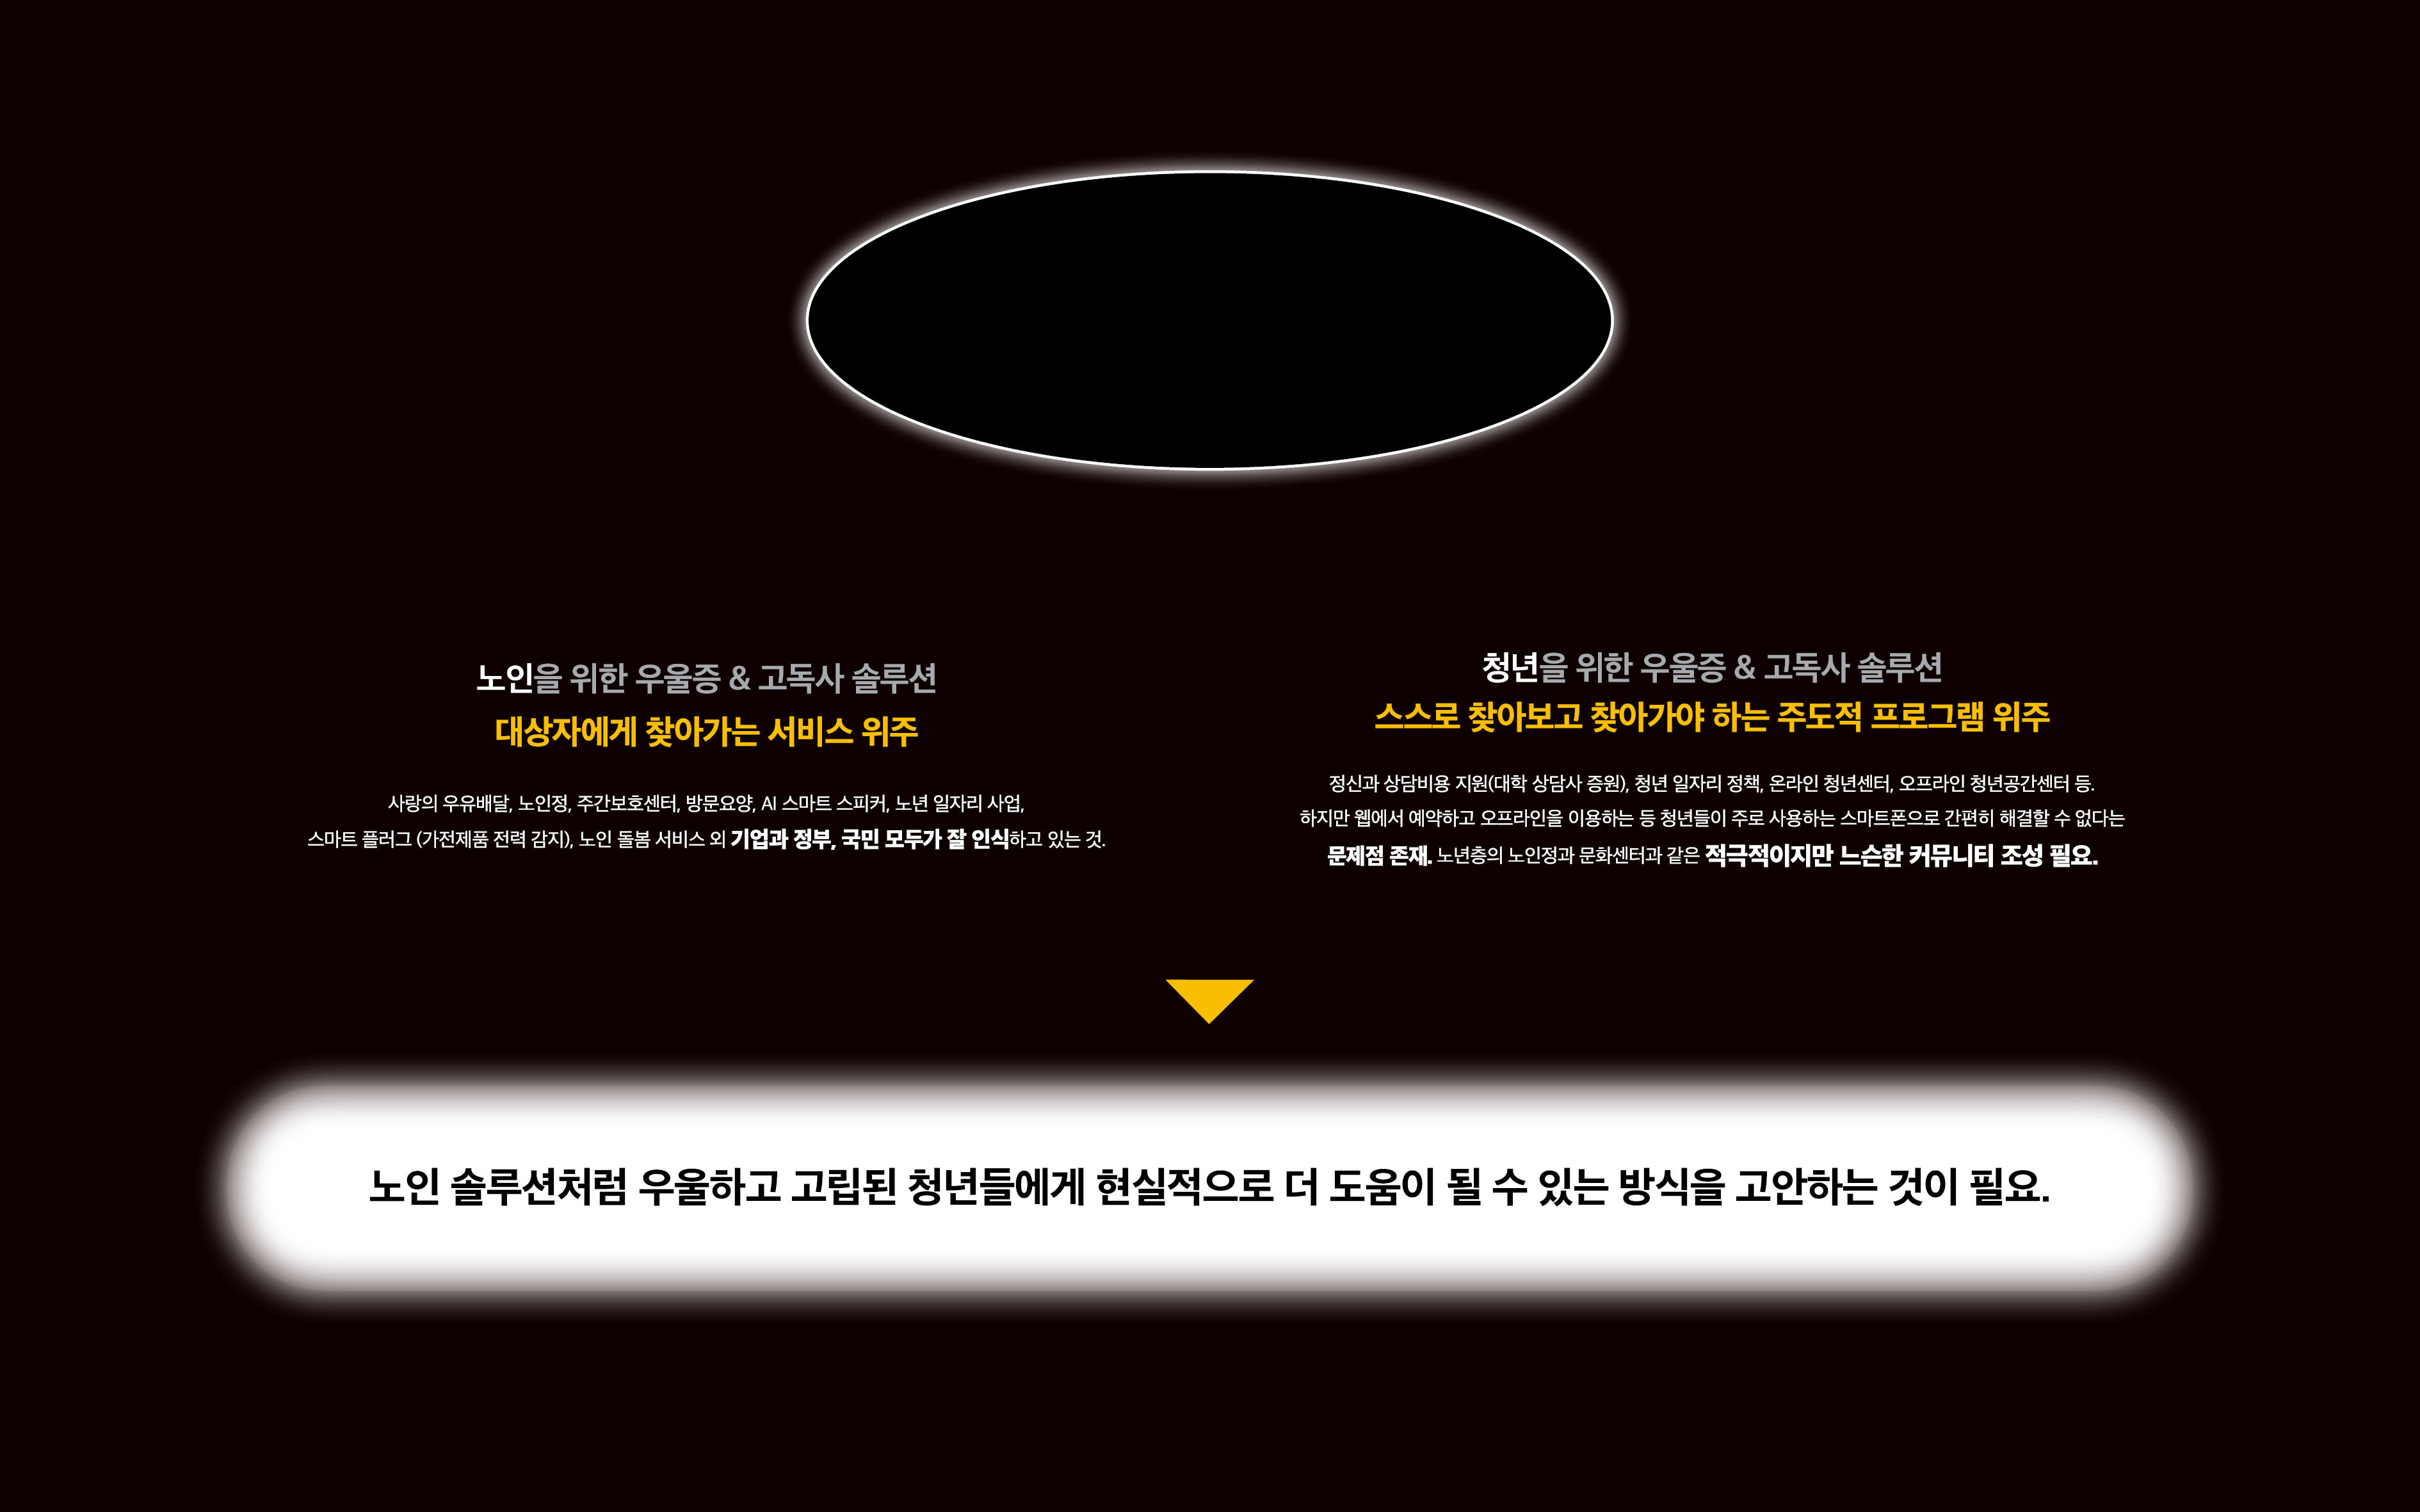 노인을 위한 우울증 & 고독사 솔루션
대상자에게 찾아가는 서비스 위주
사랑의 우유배달, 노인정, 주간보호센터, 방문요양, AI 스마트 스피커, 노년 일자리 사업,
스마트 플러그 (가전제품 전력 감지), 노인 돌봄 서비스 외 기업과 정부, 국민 모두가 잘 인식하고 있는 것.
청년을 위한 우울증 & 고독사 솔루션
스스로 찾아보고 찾아가야 하는 주도적 프로그램 위주
정신과 상담비용 지원(대학 상담사 증원), 청년 일자리 정책, 온라인 청년센터, 오프라인 청년공간센터 등.
하지만 웹에서 예약하고 오프라인을 이용하는 등 청년들이 주로 사용하는 스마트폰으로 간편히 해결할 수 없다는
문제점 존재. 노년층의 노인정과 문화센터과 같은 적극적이지만 느슨한 커뮤니티 조성 필요.
노인 솔루션처럼 우울하고 고립된 청년들에게 현실적으로 더 도움이 될 수 있는 방식을 고안하는 것이 필요.